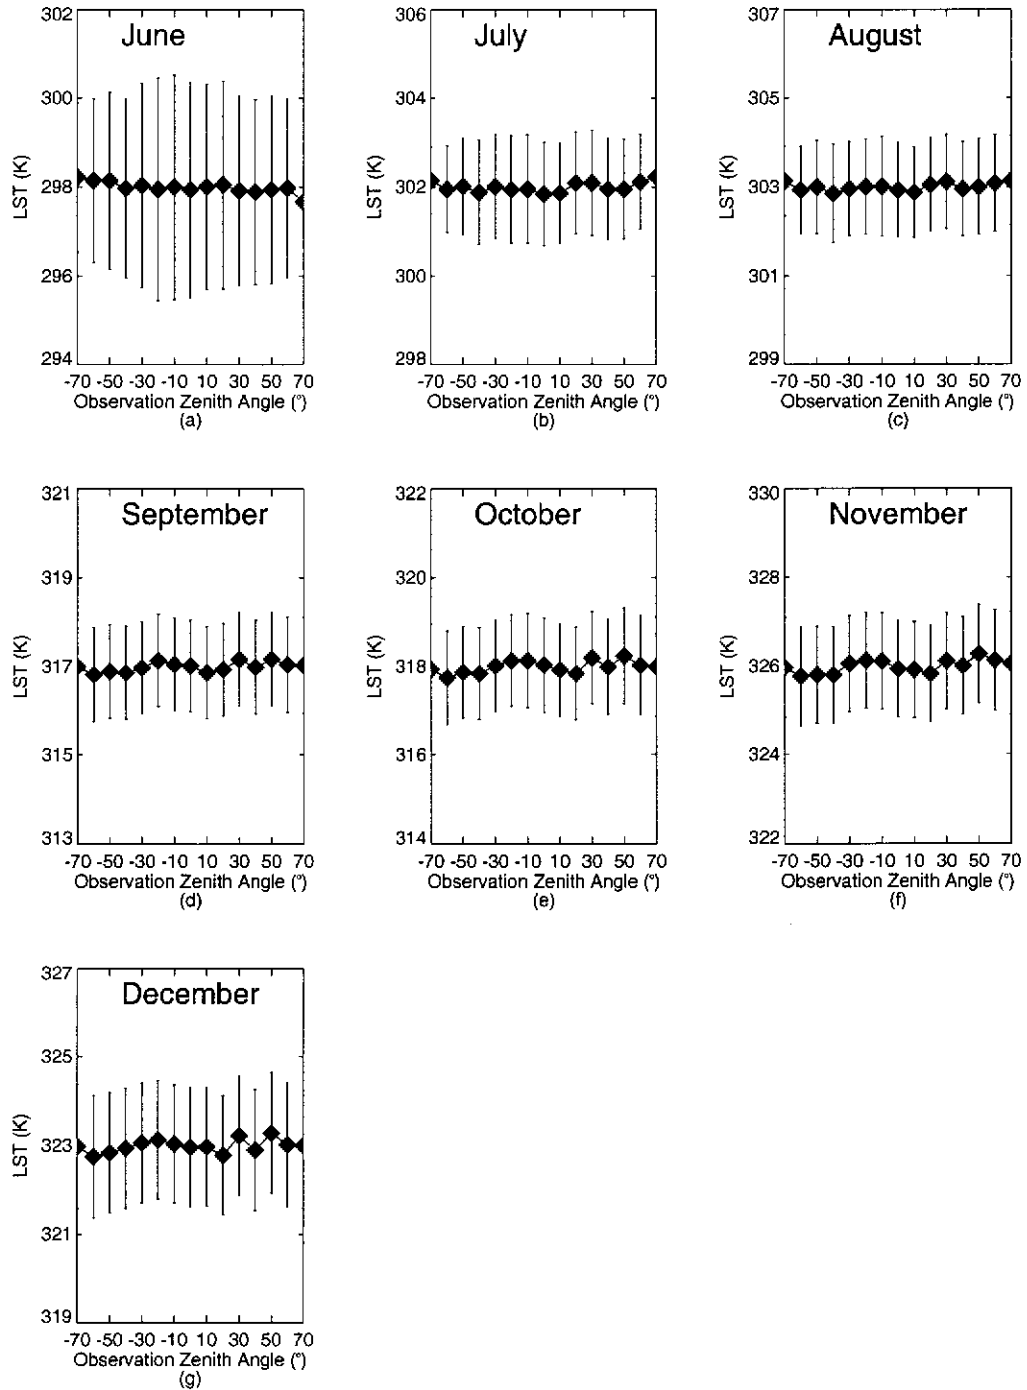 June
LST (K)
302
300
298
296
294
-70 -50 -30 -10 10 30 50 70
Observation Zenith Angle (°)
(a)
July
LST (K)
306
304
302
300
298
-70 -50 -30 -10 10 30 50 70
Observation Zenith Angle (°)
(b)
August
LST (K)
307
305
303
301
299
-70 -50 -30 -10 10 30 50 70
Observation Zenith Angle (°)
(c)
September
LST (K)
321
319
317
315
313
-70 -50 -30 -10 10 30 50 70
Observation Zenith Angle (°)
(d)
October
LST (K)
322
320
318
316
314
-70 -50 -30 -10 10 30 50 70
Observation Zenith Angle (°)
(e)
November
LST (K)
330
328
326
324
322
-70 -50 -30 -10 10 30 50 70
Observation Zenith Angle (°)
(f)
December
LST (K)
327
325
323
321
319
-70 -50 -30 -10 10 30 50 70
Observation Zenith Angle (°)
(g)